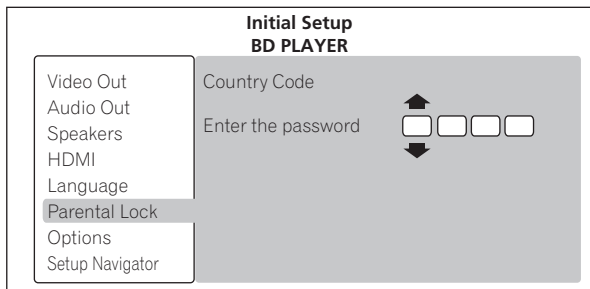 Initial Setup
BD PLAYER
Video Out
Audio Out
Speakers
HDMI
Language
Parental Lock
Options
Setup Navigator
Country Code
Enter the password